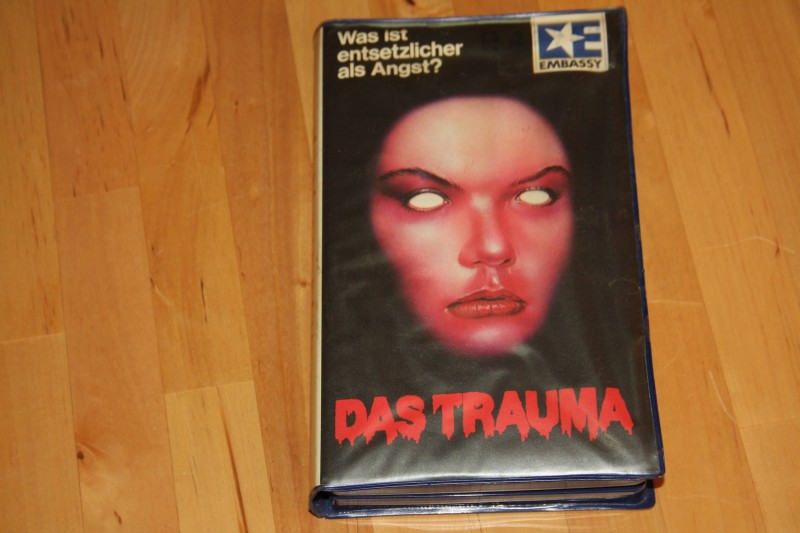 Was ist
entsetzlicher
als Angst?
E
EMBASSY
DAS TRAUMA